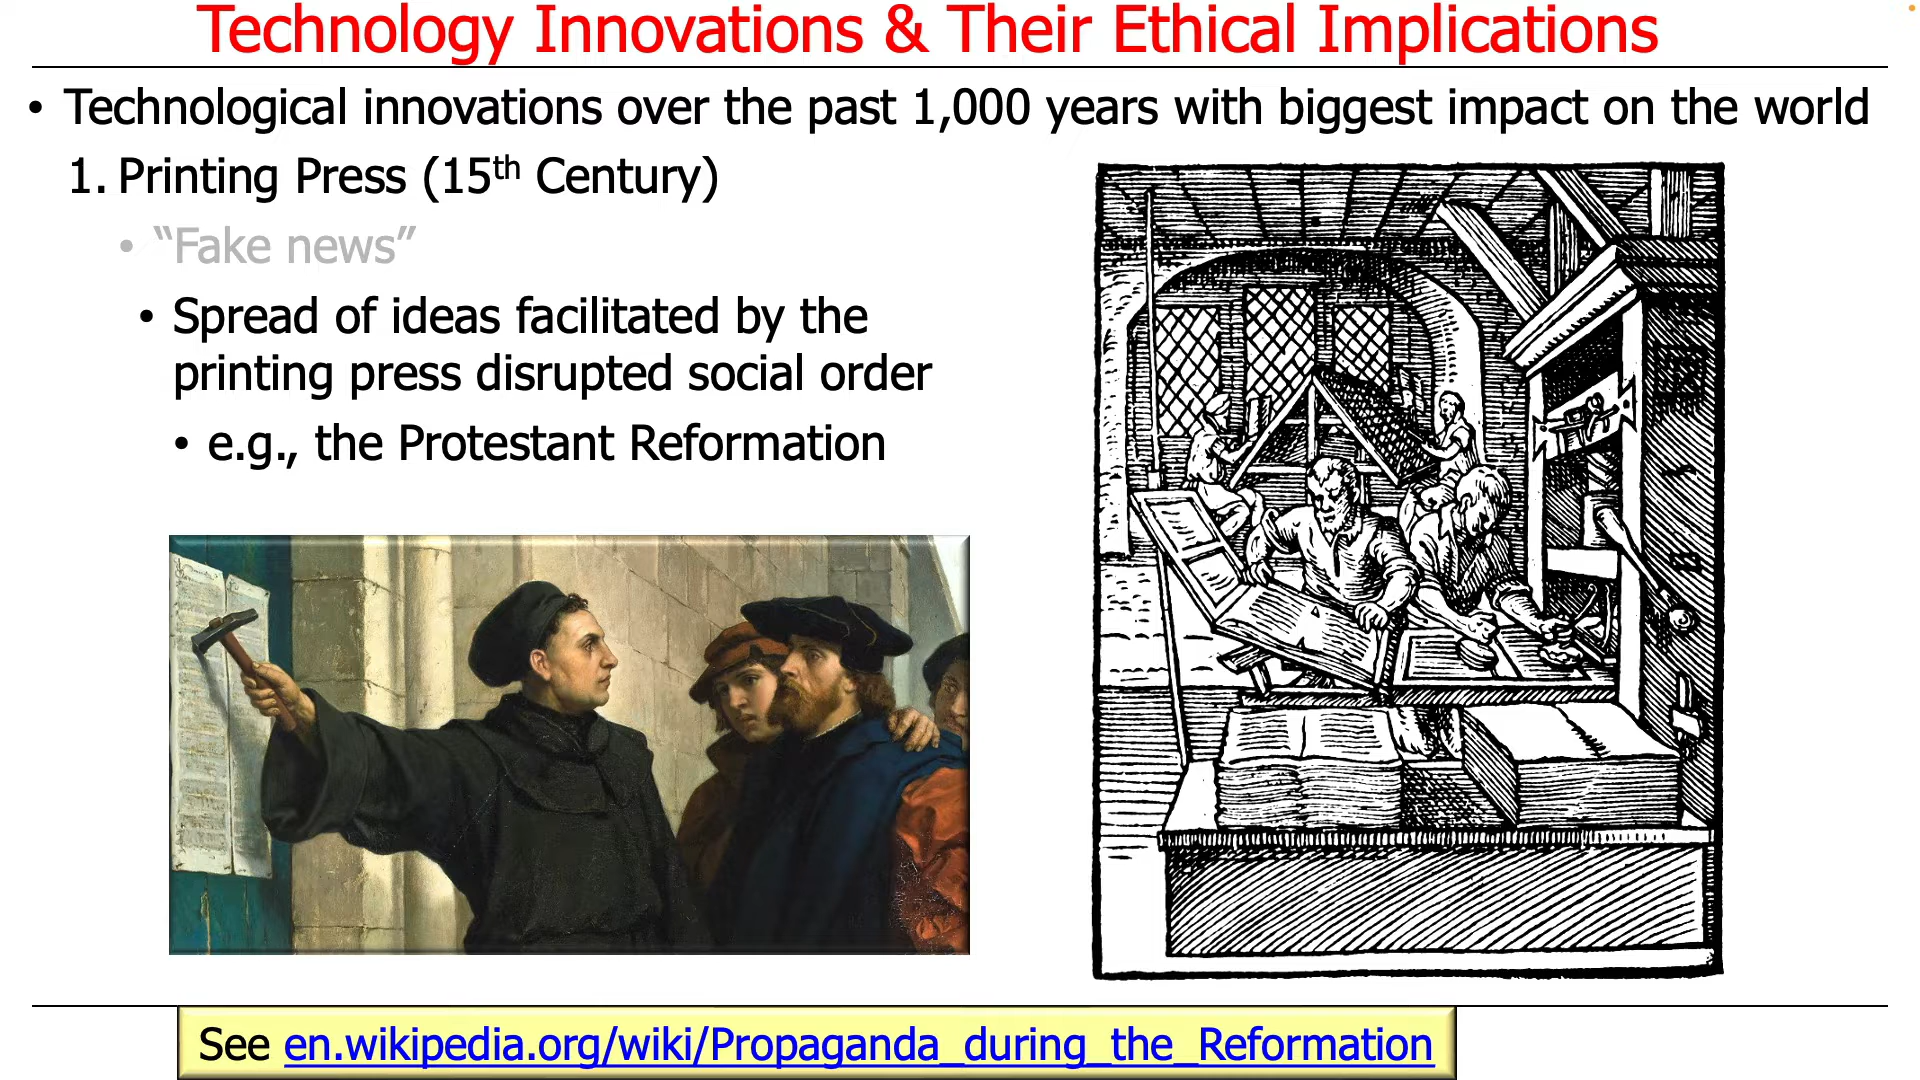 Technology Innovations & Their Ethical Implications
• Technological innovations over the past 1,000 years with biggest impact on the world
1. Printing Press (15th Century)
• “Fake news”
• Spread of ideas facilitated by the
printing press disrupted social order
• e.g., the Protestant Reformation
See en.wikipedia.org/wiki/Propaganda_during_the_Reformation